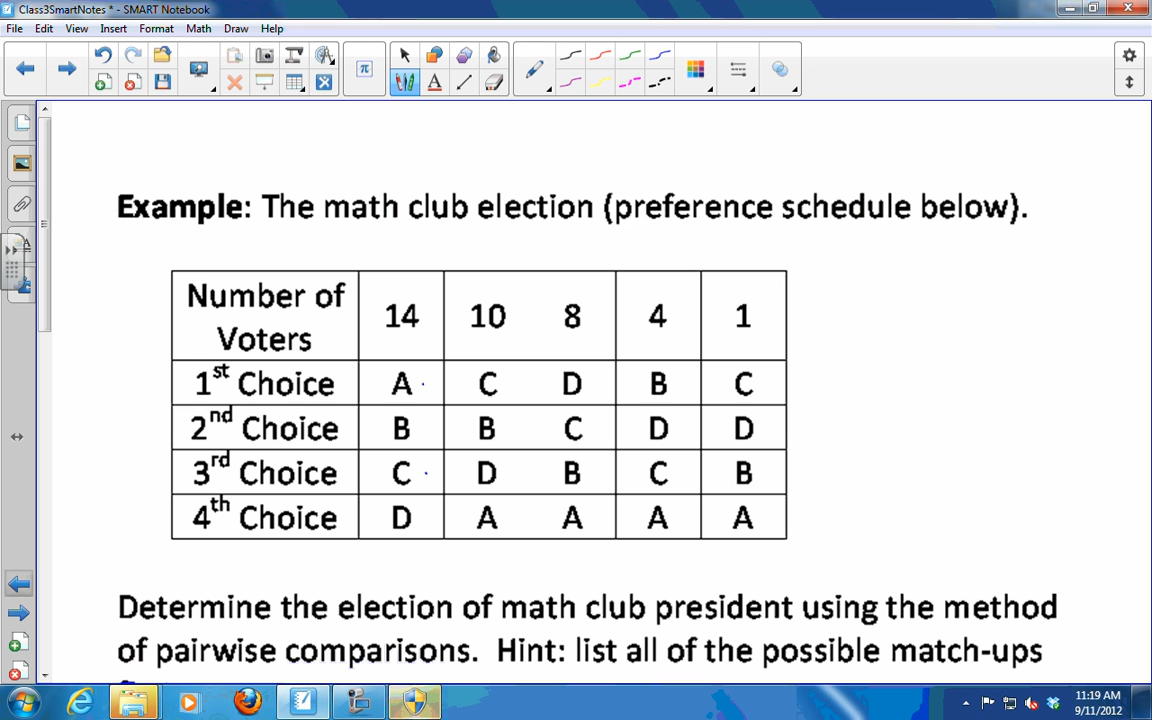 Class3SmartNotes * - SMART Notebook
File Edit View Insert Format Math Draw Help
Example: The math club election (preference schedule below).
Number of Voters 14 10 8 4 1
1st Choice A C D B C
2nd Choice B B C D D
3rd Choice C D B C B
4th Choice D A A A A
Determine the election of math club president using the method
of pairwise comparisons. Hint: list all of the possible match-ups
11:19 AM
9/11/2012